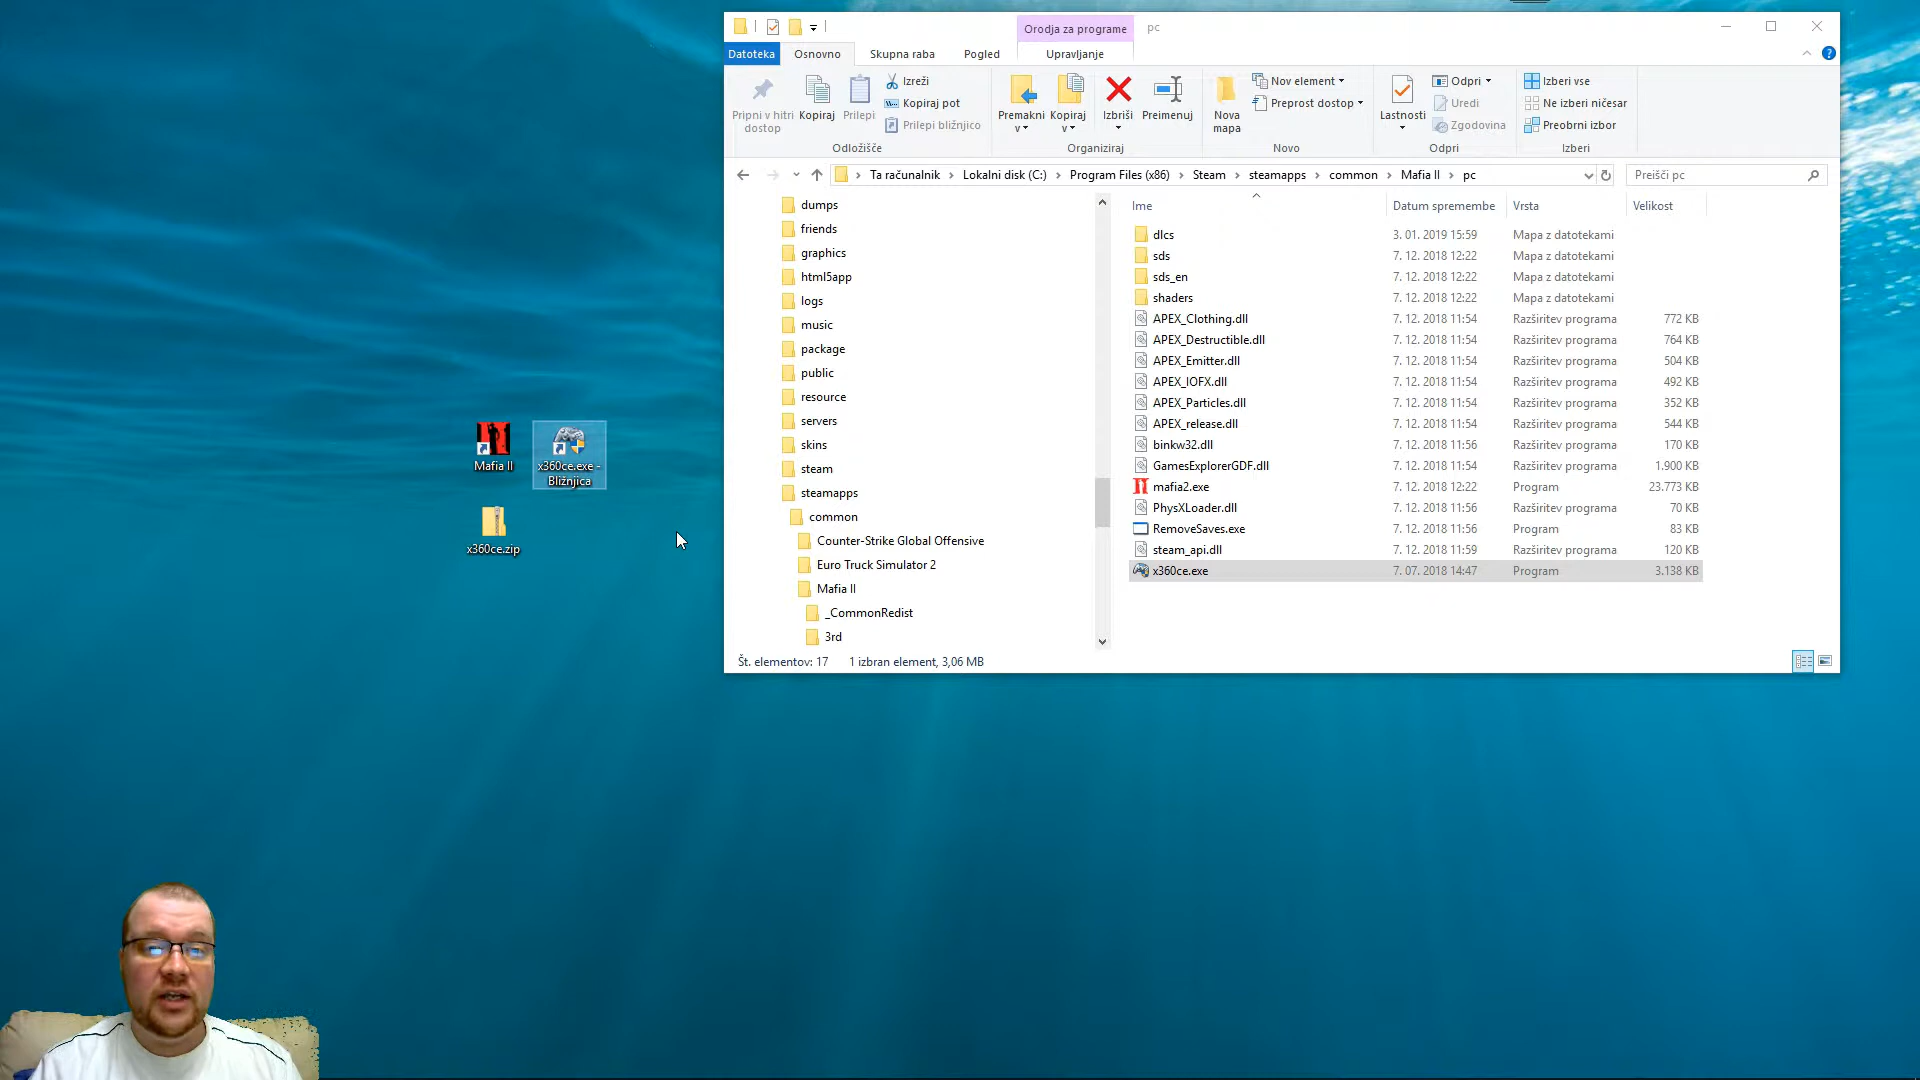 Orodja za programe
pc
Datoteka
Osnovno
Skupna raba
Pogled
Upravljanje
Pripni v hitri
dostop
Kopiraj
Prilepi
Izreži
Kopiraj pot
Prilepi bližnjico
Odložišče
Premakni
v
Kopiraj
v
Izbriši
Preimenuj
Organiziraj
Nova
mapa
Nov element
Preprost dostop
Novo
Lastnosti
Odpri
Uredi
Zgodovina
Odpri
Izberi vse
Ne izberi ničesar
Preobrni izbor
Izberi
Ta računalnik > Lokalni disk (C:) > Program Files (x86) > Steam > steamapps > common > Mafia II > pc
Preišči pc
dumps
friends
graphics
html5app
logs
music
package
public
resource
servers
skins
steam
steamapps
common
Counter-Strike Global Offensive
Euro Truck Simulator 2
Mafia II
_CommonRedist
3rd
Ime Datum spremembe Vrsta Velikost
dlcs 3. 01. 2019 15:59 Mapa z datotekami
sds 7. 12. 2018 12:22 Mapa z datotekami
sds_en 7. 12. 2018 12:22 Mapa z datotekami
shaders 7. 12. 2018 12:22 Mapa z datotekami
APEX_Clothing.dll 7. 12. 2018 11:54 Razširitev programa 772 KB
APEX_Destructible.dll 7. 12. 2018 11:54 Razširitev programa 764 KB
APEX_Emitter.dll 7. 12. 2018 11:54 Razširitev programa 504 KB
APEX_IOFX.dll 7. 12. 2018 11:54 Razširitev programa 492 KB
APEX_Particles.dll 7. 12. 2018 11:54 Razširitev programa 352 KB
APEX_release.dll 7. 12. 2018 11:54 Razširitev programa 544 KB
binkw32.dll 7. 12. 2018 11:56 Razširitev programa 170 KB
GamesExplorerGDF.dll 7. 12. 2018 11:54 Razširitev programa 1.900 KB
mafia2.exe 7. 12. 2018 12:22 Program 23.773 KB
PhysXLoader.dll 7. 12. 2018 11:56 Razširitev programa 70 KB
RemoveSaves.exe 7. 12. 2018 11:56 Program 83 KB
steam_api.dll 7. 12. 2018 11:59 Razširitev programa 120 KB
x360ce.exe 7. 07. 2018 14:47 Program 3.138 KB
Št. elementov: 17 1 izbran element, 3,06 MB
Mafia II
x360ce.exe -
Bližnjica
x360ce.zip